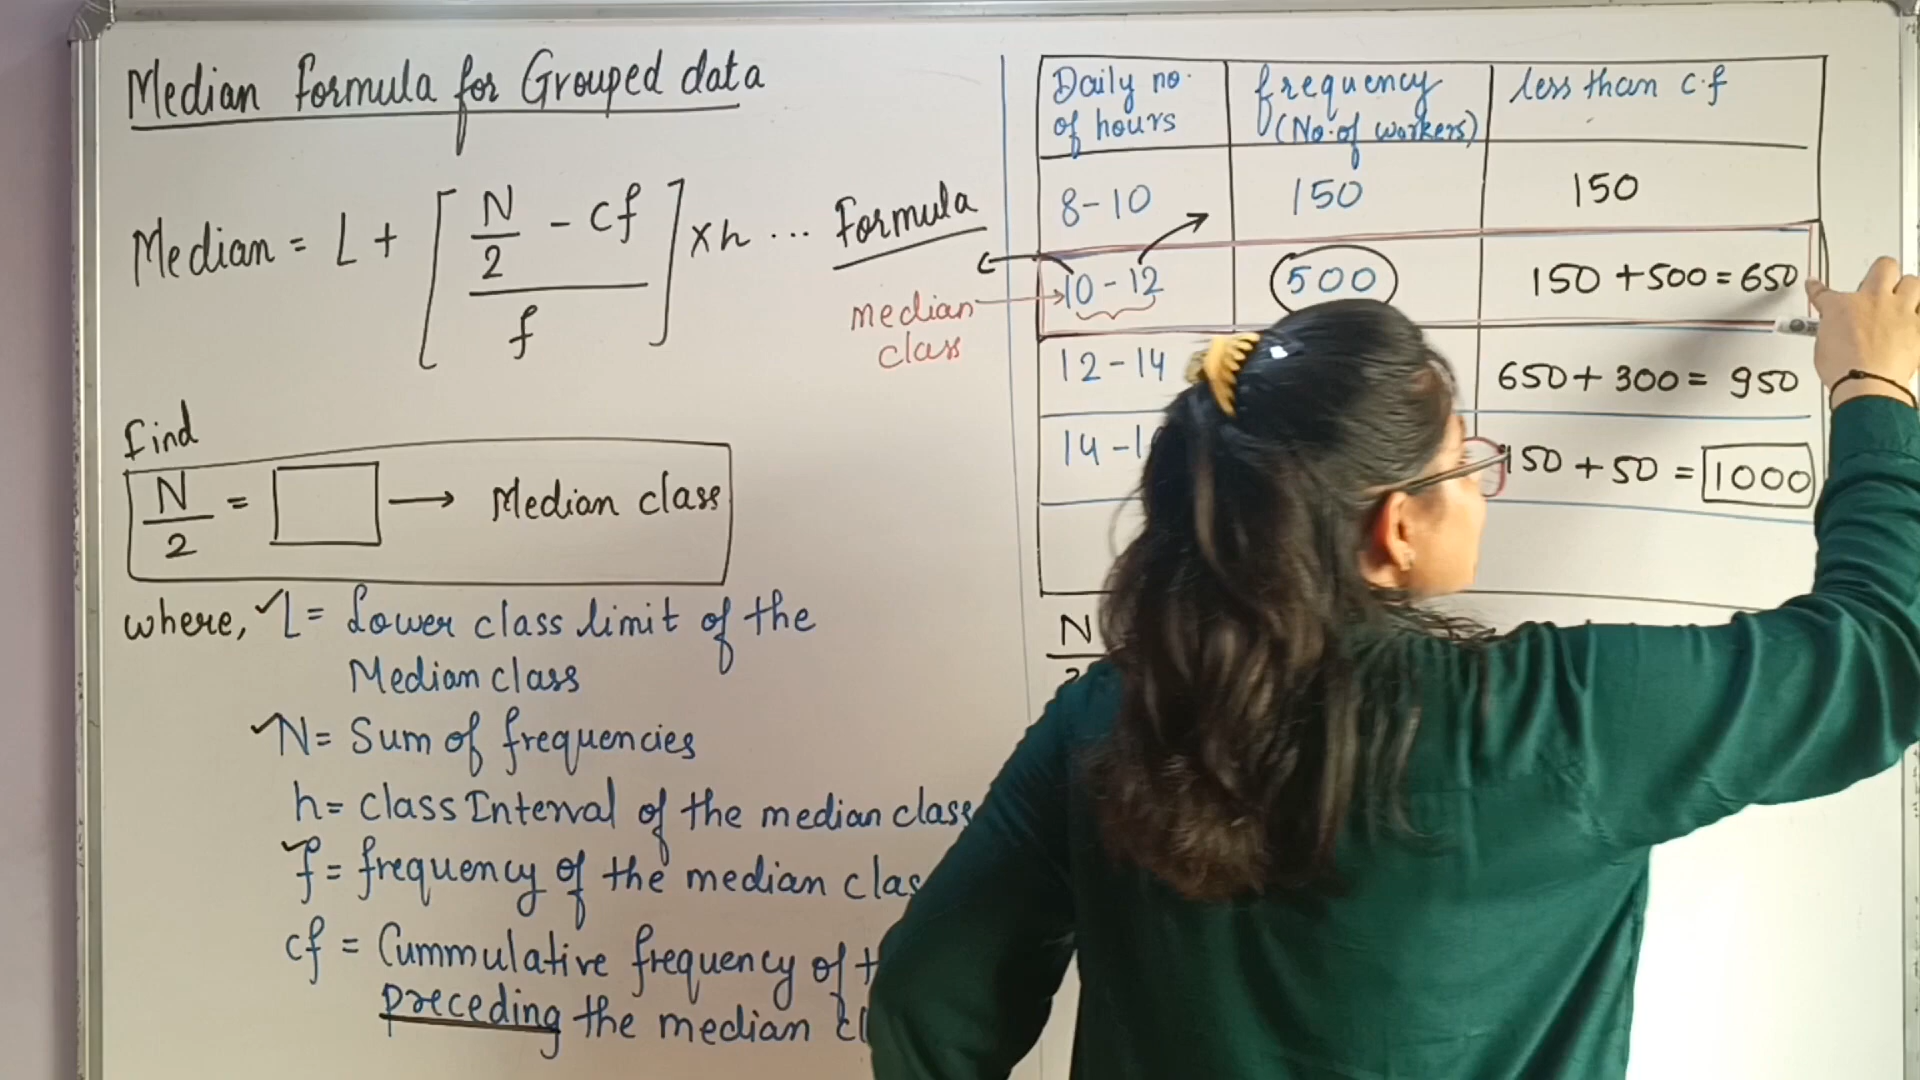 Median Formula for Grouped data
Median = L + [ N/2 - cf / f ] × h ... Formula
Find
N/2 = □ → Median class
where, ✓L = Lower class limit of the
Median class
✓N = Sum of frequencies
h = class Interval of the median class
✓f = frequency of the median clas
cf = Cummulative frequency of t
preceding the median cl
Daily no. of hours | frequency (No. of workers) | less than c.f
8 - 10 | 150 | 150
median class → 10 - 12 | 500 | 150 + 500 = 650
12 - 14 | 650 + 300 = 950
14 - 1 | 50 + 50 = 1000
N